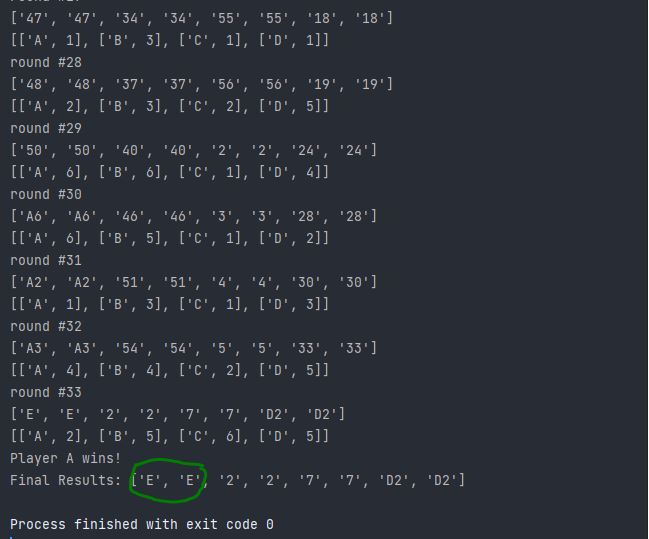 ['47', '47', '34', '34', '55', '55', '18', '18']
[['A', 1], ['B', 3], ['C', 1], ['D', 1]]
round #28
['48', '48', '37', '37', '56', '56', '19', '19']
[['A', 2], ['B', 3], ['C', 2], ['D', 5]]
round #29
['50', '50', '40', '40', '2', '2', '24', '24']
[['A', 6], ['B', 6], ['C', 1], ['D', 4]]
round #30
['A6', 'A6', '46', '46', '3', '3', '28', '28']
[['A', 6], ['B', 5], ['C', 1], ['D', 2]]
round #31
['A2', 'A2', '51', '51', '4', '4', '30', '30']
[['A', 1], ['B', 3], ['C', 1], ['D', 3]]
round #32
['A3', 'A3', '54', '54', '5', '5', '33', '33']
[['A', 4], ['B', 4], ['C', 2], ['D', 5]]
round #33
['E', 'E', '2', '2', '7', '7', 'D2', 'D2']
[['A', 2], ['B', 5], ['C', 6], ['D', 5]]
Player A wins!
Final Results: ['E', 'E', '2', '2', '7', '7', 'D2', 'D2']
Process finished with exit code 0